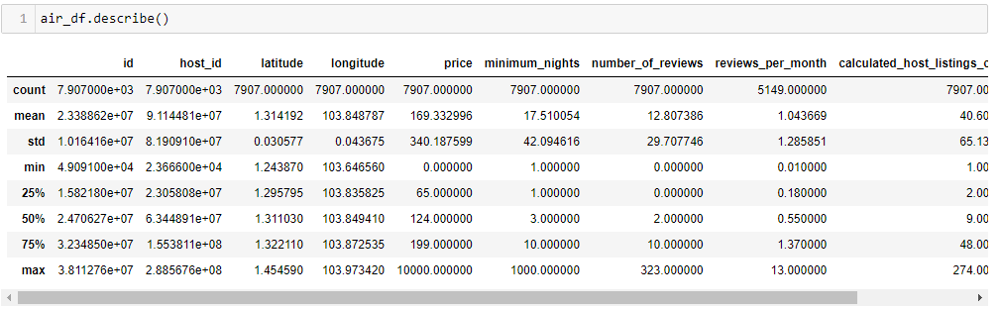 1 air_df.describe()
id host_id latitude longitude price minimum_nights number_of_reviews reviews_per_month calculated_host_listings_c
count 7.907000e+03 7.907000e+03 7907.000000 7907.000000 7907.000000 7907.000000 7907.000000 5149.000000 7907.00
mean 2.338862e+07 9.114481e+07 1.314192 103.848787 169.332996 17.510054 12.807386 1.043669 40.60
std 1.016416e+07 8.190910e+07 0.030577 0.043675 340.187599 42.094616 29.707746 1.285851 65.13
min 4.909100e+04 2.366600e+04 1.243870 103.646560 0.000000 1.000000 0.000000 0.010000 1.00
25% 1.582180e+07 2.305808e+07 1.295795 103.835825 65.000000 1.000000 0.000000 0.180000 2.00
50% 2.470627e+07 6.344891e+07 1.311030 103.849410 124.000000 3.000000 2.000000 0.550000 9.00
75% 3.234850e+07 1.553811e+08 1.322110 103.872535 199.000000 10.000000 10.000000 1.370000 48.00
max 3.811276e+07 2.885676e+08 1.454590 103.973420 10000.000000 1000.000000 323.000000 13.000000 274.00